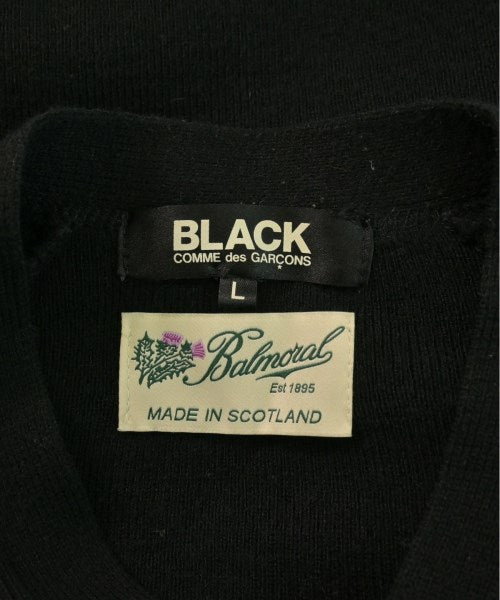 BLACK
COMME des GARÇONS
L
Balmoral
Est 1895
MADE IN SCOTLAND